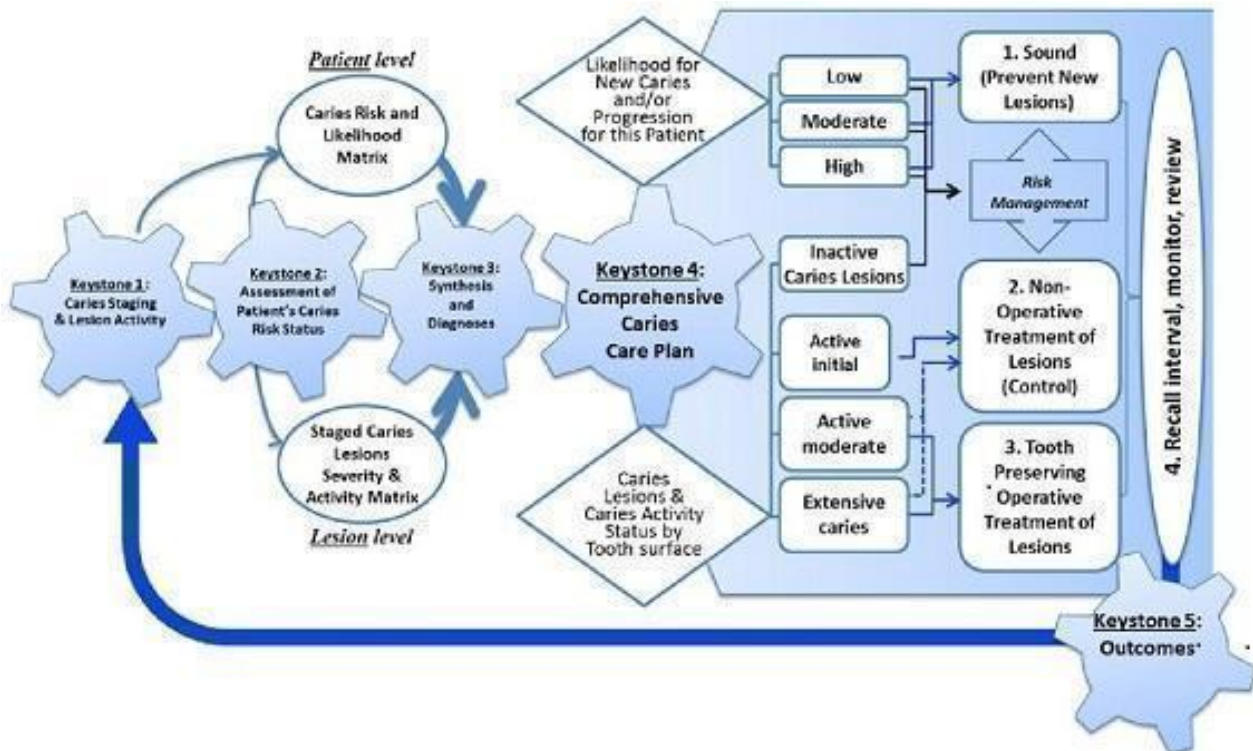 Patient level
Caries Risk and
Likelihood
Matrix
Keystone 1:
Caries Staging
& Lesion Activity
Keystone 2:
Assessment of
Patient's Caries
Risk Status
Keystone 3:
Synthesis
and
Diagnoses
Staged Caries
Lesions
Severity &
Activity Matrix
Lesion level
Likelihood for
New Caries
and/or
Progression
for this Patient
Keystone 4:
Comprehensive
Caries
Care Plan
Caries
Lesions &
Caries Activity
Status by
Tooth surface
Low
Moderate
High
Inactive
Caries Lesions
Active
initial
Active
moderate
Extensive
caries
1. Sound
(Prevent New
Lesions)
Risk
Management
2. Non-
Operative
Treatment of
Lesions
(Control)
3. Tooth
Preserving
Operative
Treatment of
Lesions
4. Recall interval, monitor, review
Keystone 5:
Outcomes